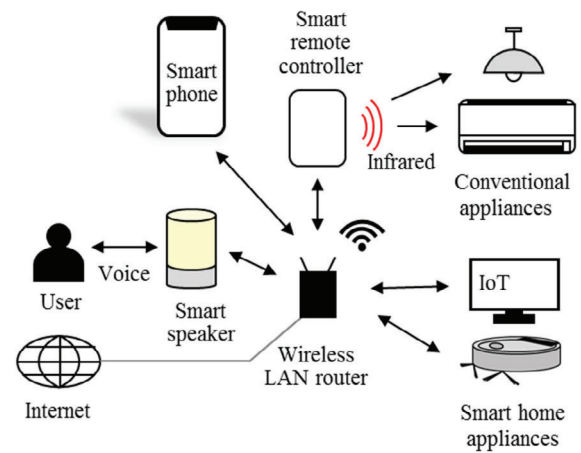 Smart
phone
Smart
remote
controller
Infrared
Conventional
appliances
User
Voice
Smart
speaker
Wireless
LAN router
IoT
Internet
Smart home
appliances